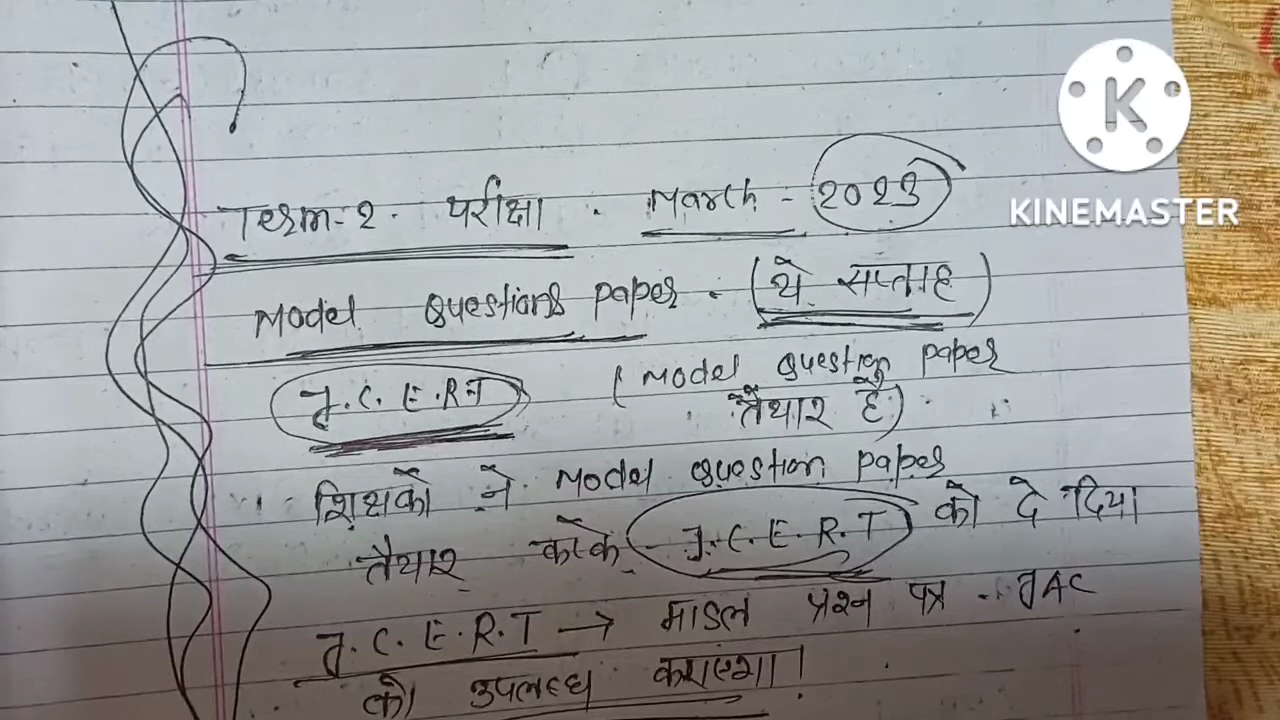 Term-2. परीक्षा. March - 2023
Model Questions paper. (ये सप्ताह)
J.C.E.R.T (Model Question paper
तैयार है)
शिक्षकों ने Model Question paper
तैयार करके J.C.E.R.T को दे दिया
J.C.E.R.T → माडल प्रश्न पत्र - JAC
को उपलब्ध कराएगा।
K
KINEMASTER